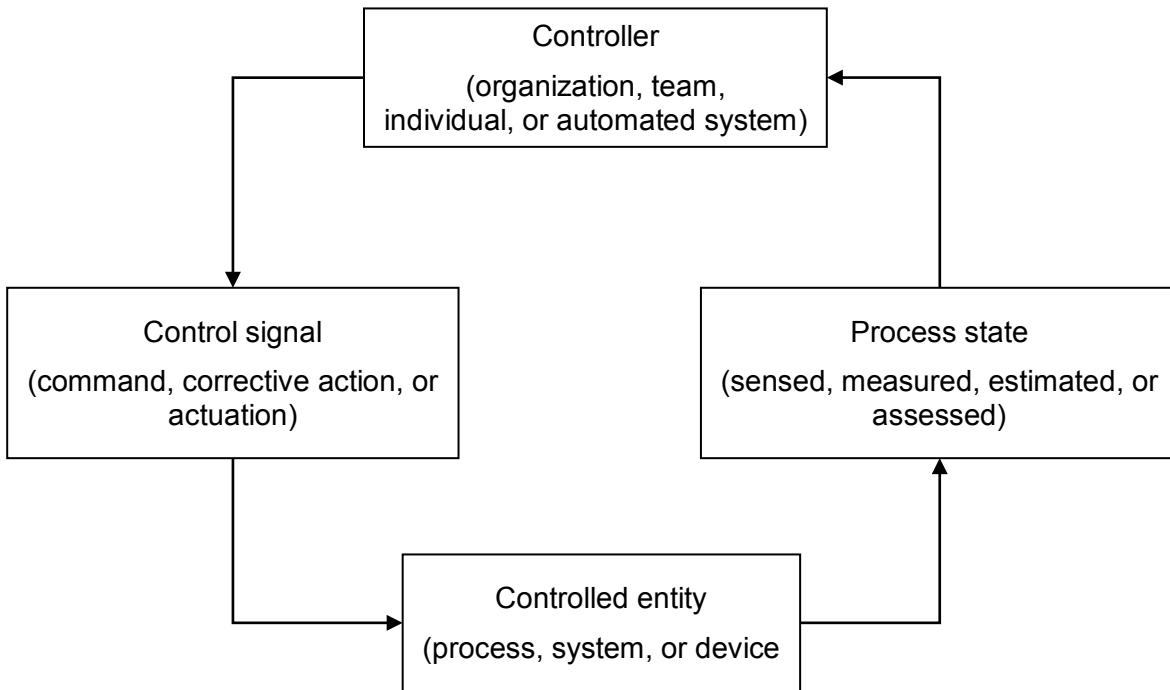 Controller
(organization, team,
individual, or automated system)
Control signal
(command, corrective action, or
actuation)
Process state
(sensed, measured, estimated, or
assessed)
Controlled entity
(process, system, or device